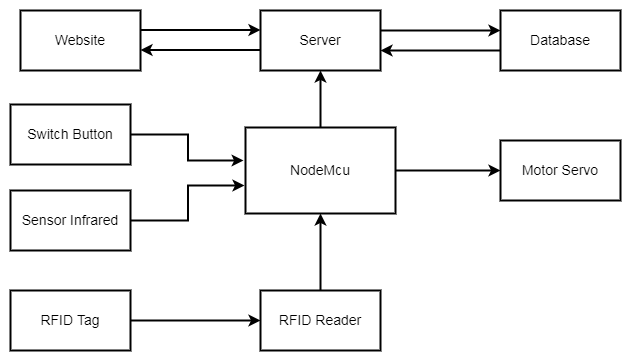 Website
Server
Database
Switch Button
NodeMcu
Motor Servo
Sensor Infrared
RFID Tag
RFID Reader